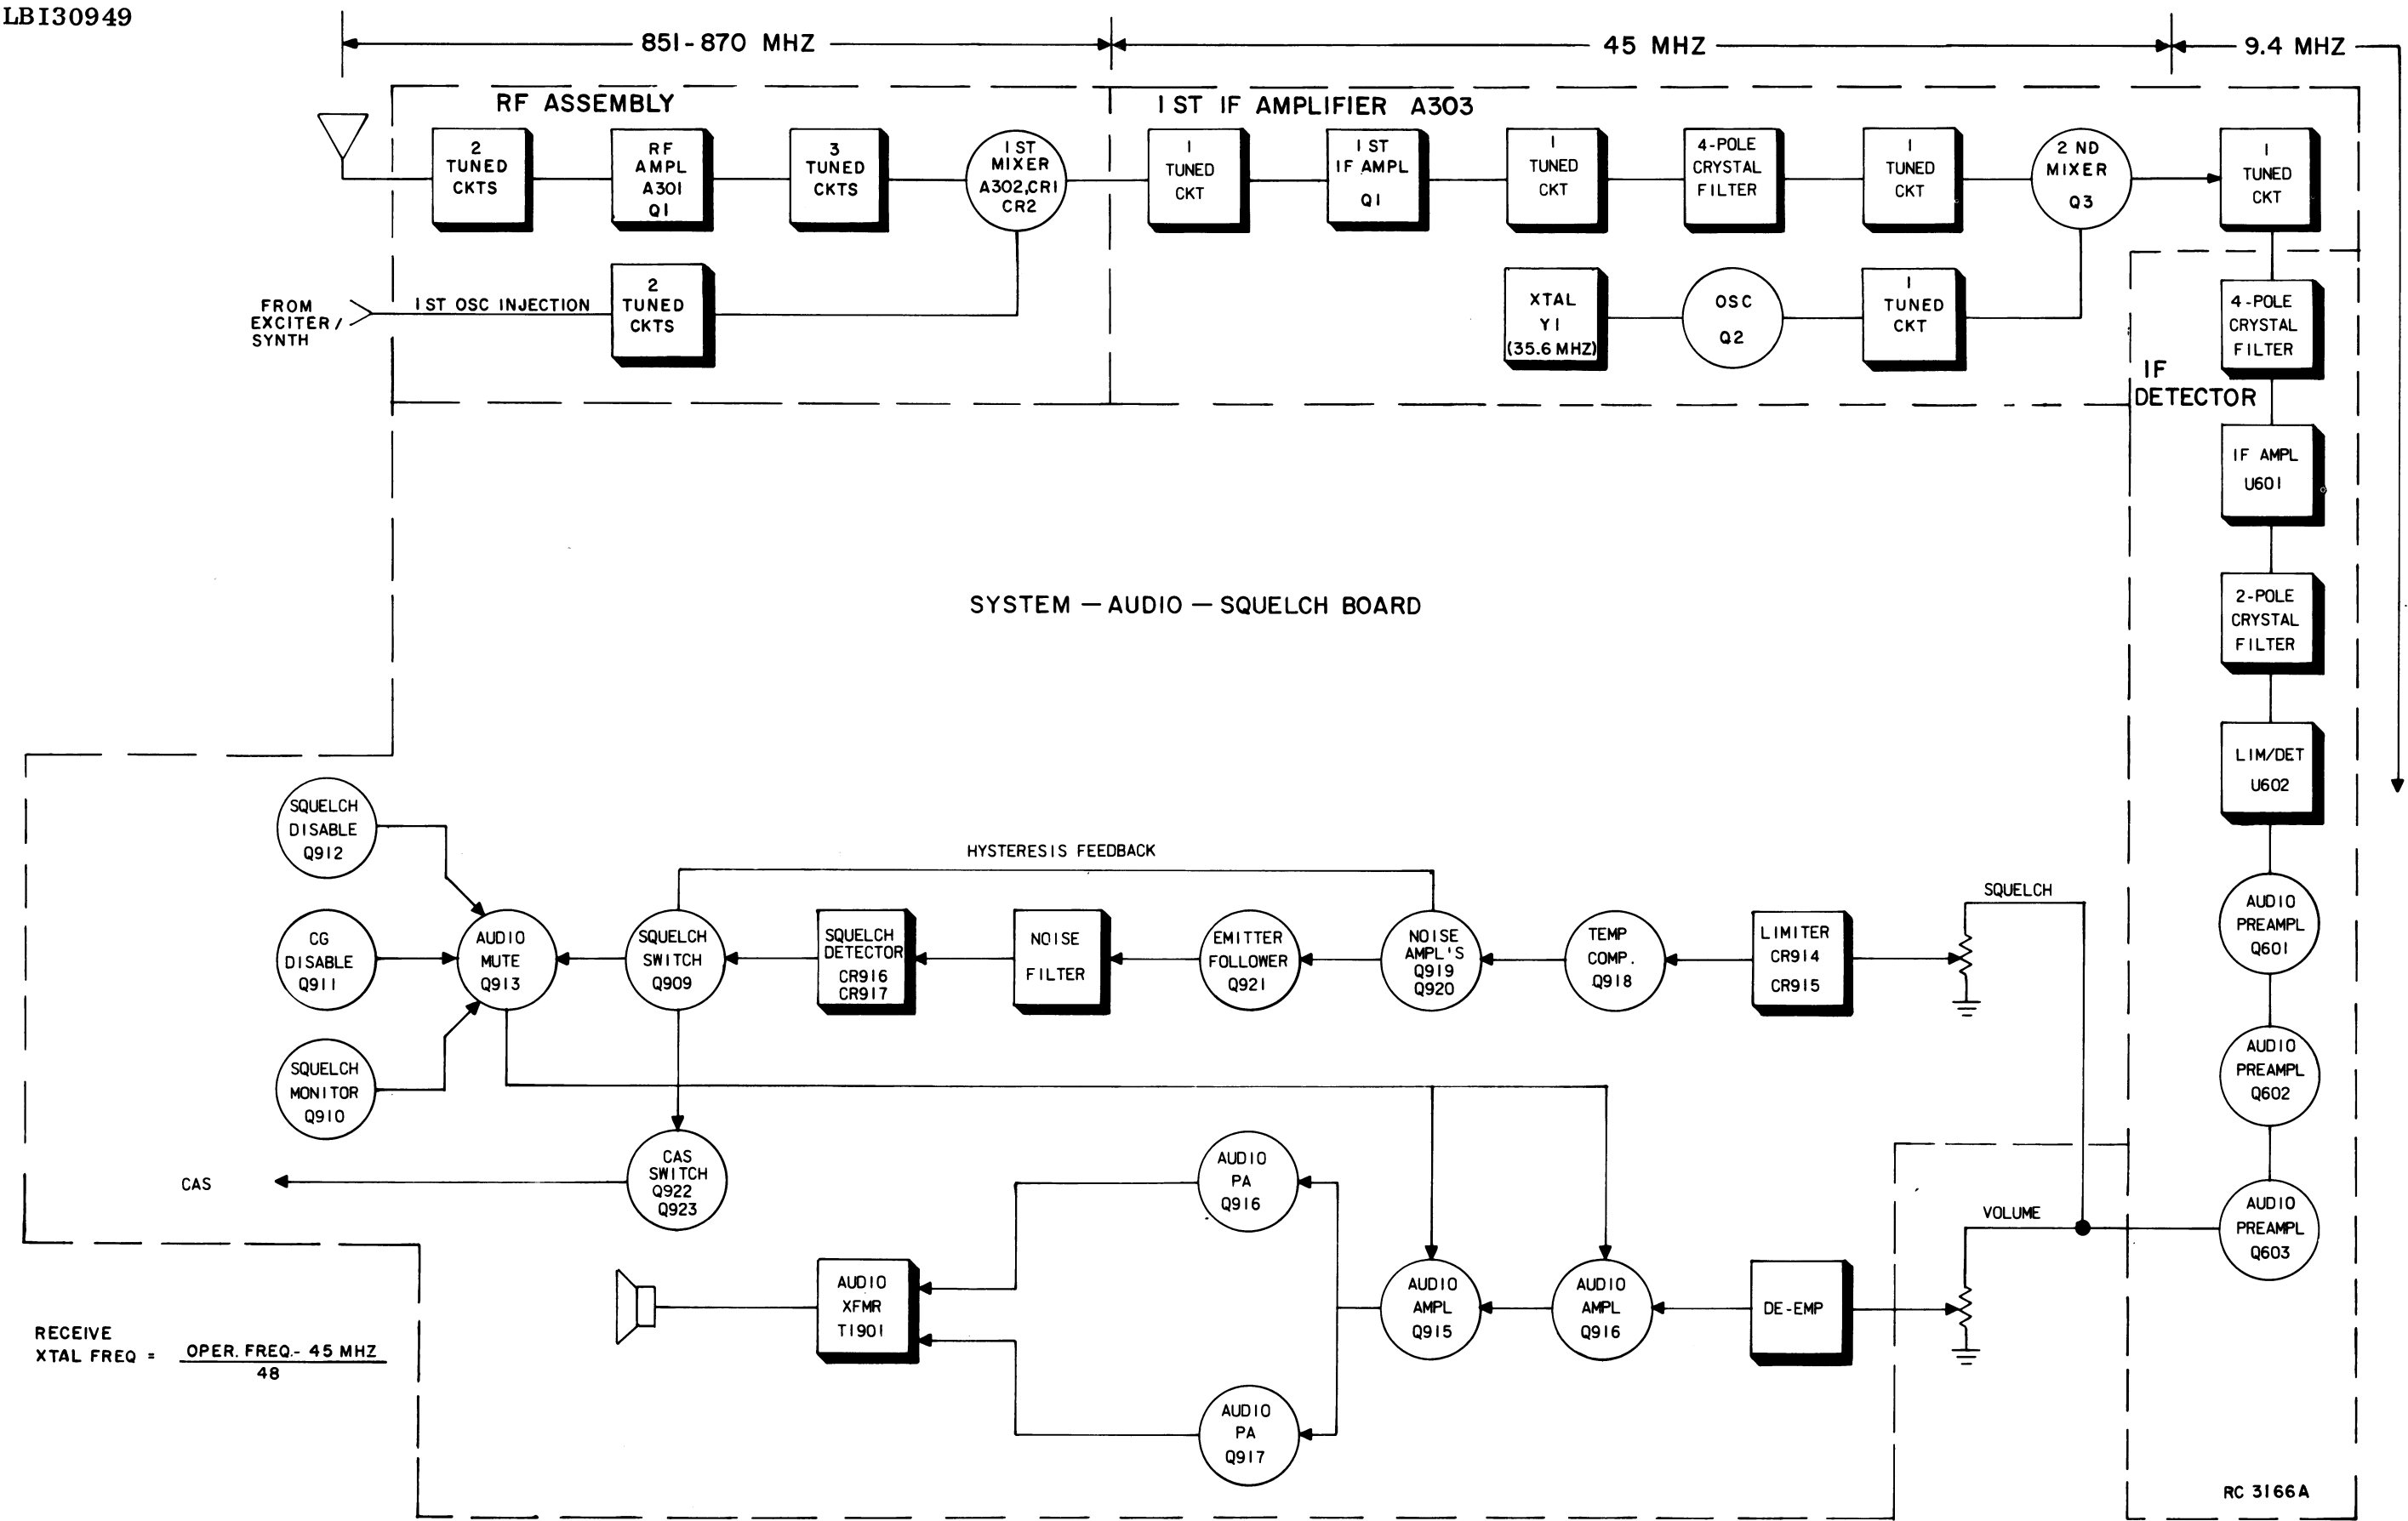 LBI30949
851-870 MHZ
45 MHZ
9.4 MHZ
RF ASSEMBLY
1ST IF AMPLIFIER A303
2
TUNED
CKTS
RF
AMPL
A301
Q1
3
TUNED
CKTS
1ST
MIXER
A302,CR1
CR2
1
TUNED
CKT
1ST
IF AMPL
Q1
1
TUNED
CKT
4-POLE
CRYSTAL
FILTER
1
TUNED
CKT
2 ND
MIXER
Q3
1
TUNED
CKT
FROM
EXCITER/
SYNTH
1ST OSC INJECTION
2
TUNED
CKTS
XTAL
Y1
(35.6 MHZ)
OSC
Q2
1
TUNED
CKT
4-POLE
CRYSTAL
FILTER
IF
DETECTOR
IF AMPL
U601
2-POLE
CRYSTAL
FILTER
LIM/DET
U602
SYSTEM — AUDIO — SQUELCH BOARD
SQUELCH
DISABLE
Q912
HYSTERESIS FEEDBACK
SQUELCH
AUDIO
PREAMPL
Q601
CG
DISABLE
Q911
AUDIO
MUTE
Q913
SQUELCH
SWITCH
Q909
SQUELCH
DETECTOR
CR916
CR917
NOISE
FILTER
EMITTER
FOLLOWER
Q921
NOISE
AMPL'S
Q919
Q920
TEMP
COMP.
Q918
LIMITER
CR914
CR915
SQUELCH
MONITOR
Q910
AUDIO
PREAMPL
Q602
CAS
CAS
SWITCH
Q922
Q923
AUDIO
PA
Q916
VOLUME
AUDIO
PREAMPL
Q603
AUDIO
XFMR
T1901
AUDIO
AMPL
Q915
AUDIO
AMPL
Q916
DE-EMP
RECEIVE
XTAL FREQ = OPER. FREQ.- 45 MHZ
48
AUDIO
PA
Q917
RC 3166A